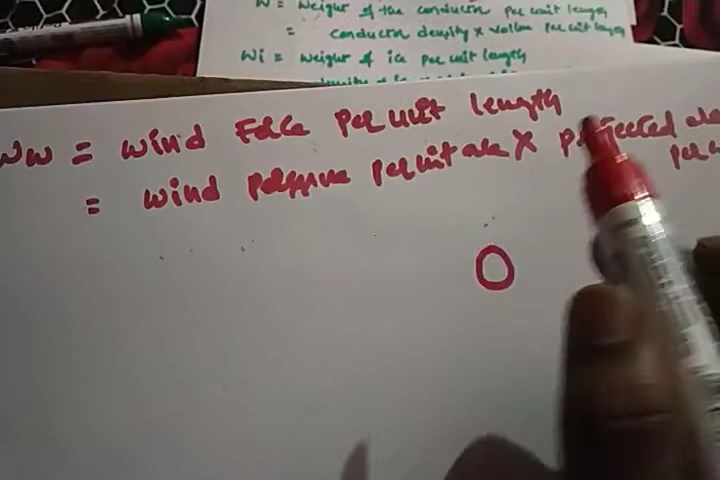 W = Weight of the conductor per unit length
= conductor density x volume per unit length
Wi = Weight of ice per unit length
Ww = wind Force Per unit length
= wind pressure per unit area X projected area
per
O